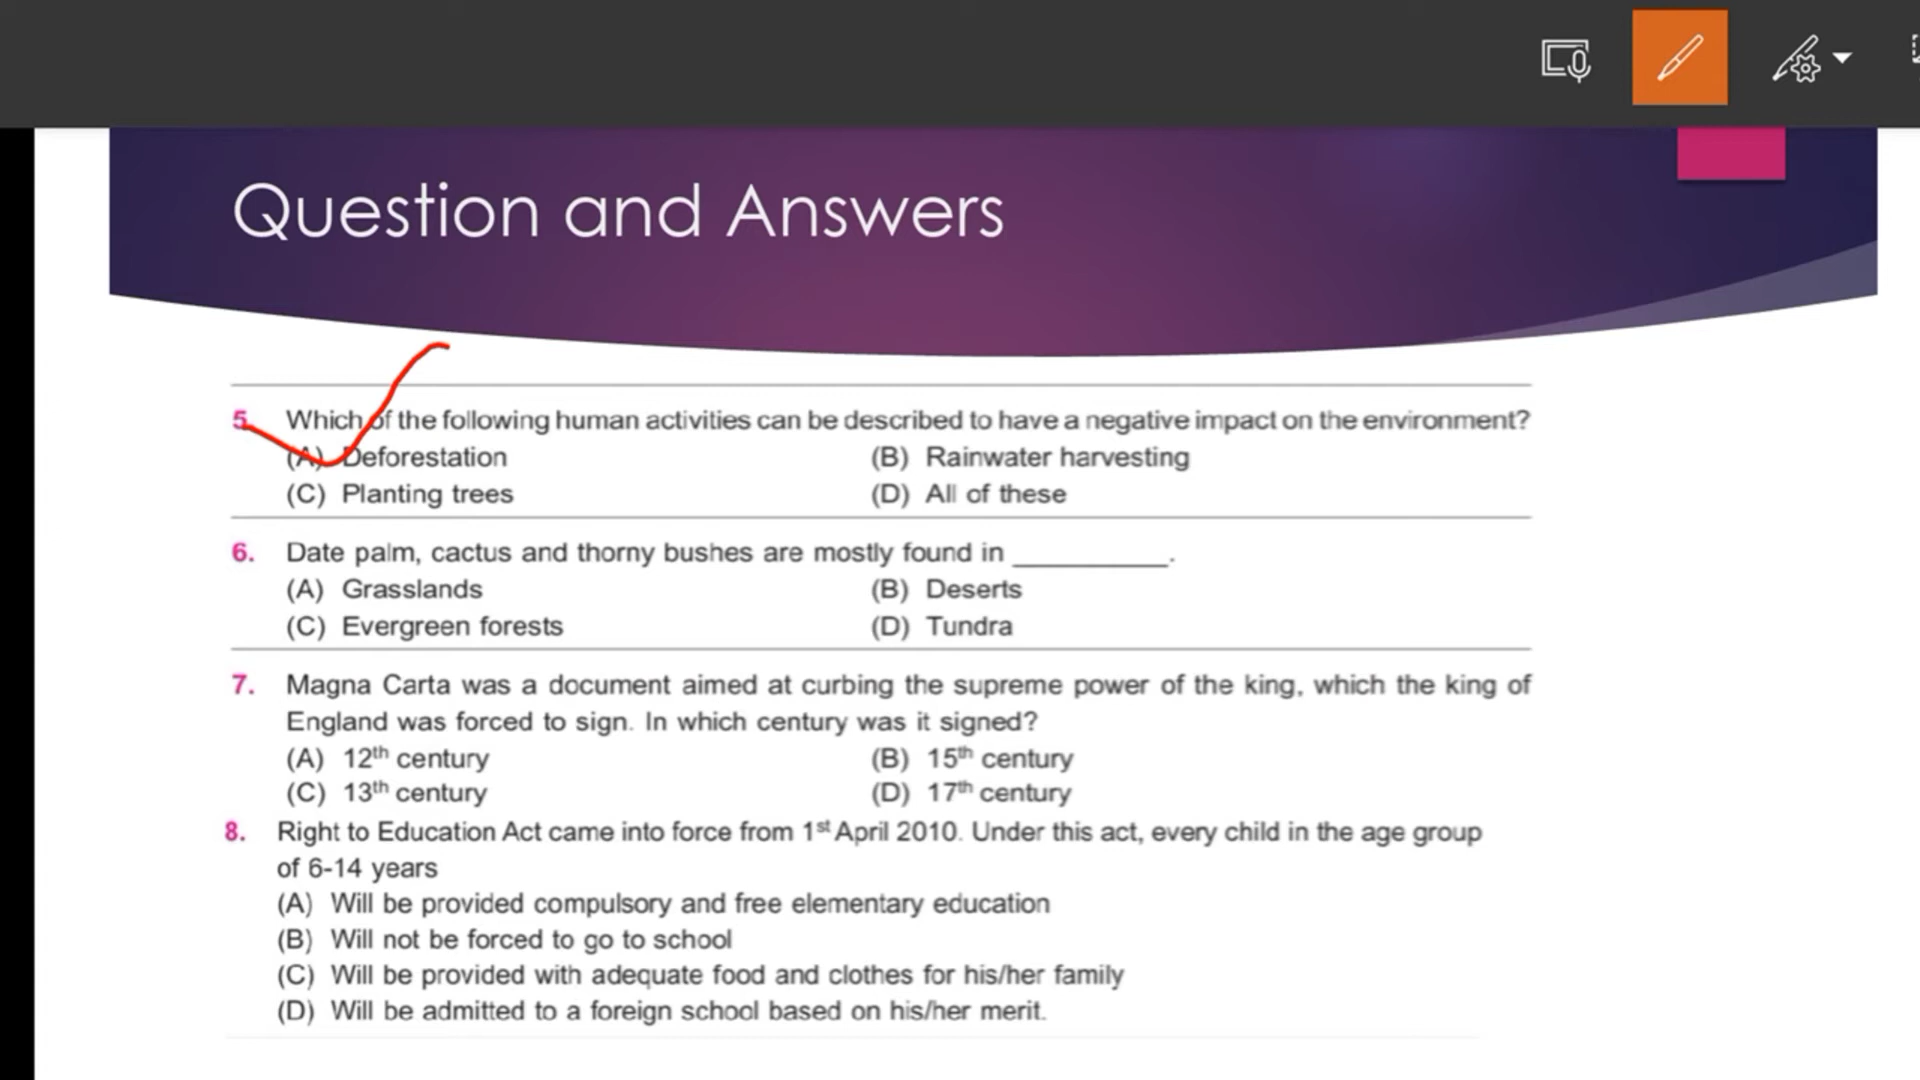 Question and Answers
5. Which of the following human activities can be described to have a negative impact on the environment?
(A) Deforestation (B) Rainwater harvesting
(C) Planting trees (D) All of these
6. Date palm, cactus and thorny bushes are mostly found in __________.
(A) Grasslands (B) Deserts
(C) Evergreen forests (D) Tundra
7. Magna Carta was a document aimed at curbing the supreme power of the king, which the king of
England was forced to sign. In which century was it signed?
(A) 12th century (B) 15th century
(C) 13th century (D) 17th century
8. Right to Education Act came into force from 1st April 2010. Under this act, every child in the age group
of 6-14 years
(A) Will be provided compulsory and free elementary education
(B) Will not be forced to go to school
(C) Will be provided with adequate food and clothes for his/her family
(D) Will be admitted to a foreign school based on his/her merit.